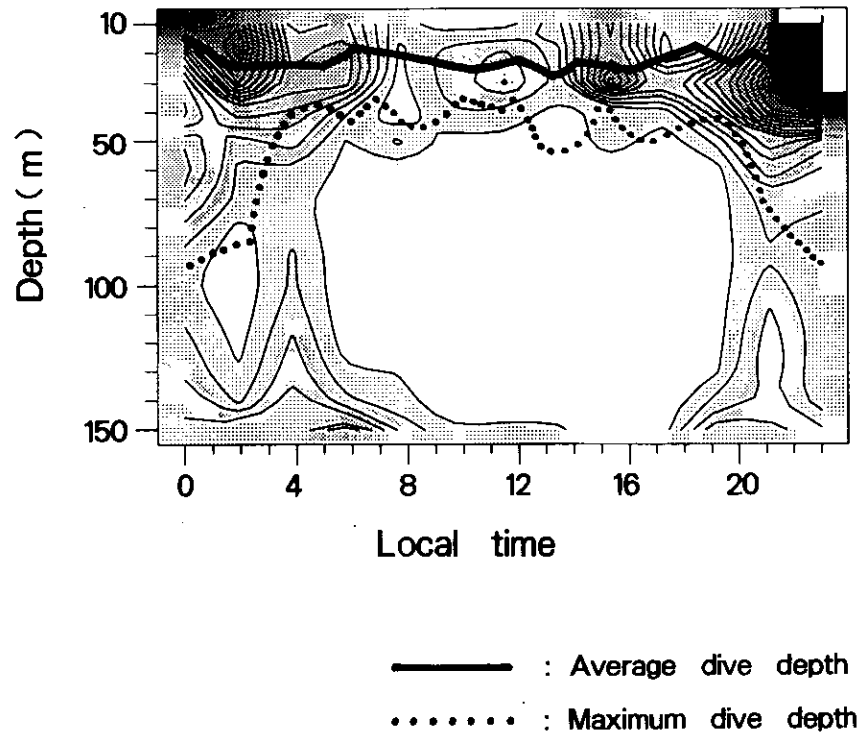 10
50
100
150
Depth ( m )
0 4 8 12 16 20
Local time
: Average dive depth
: Maximum dive depth